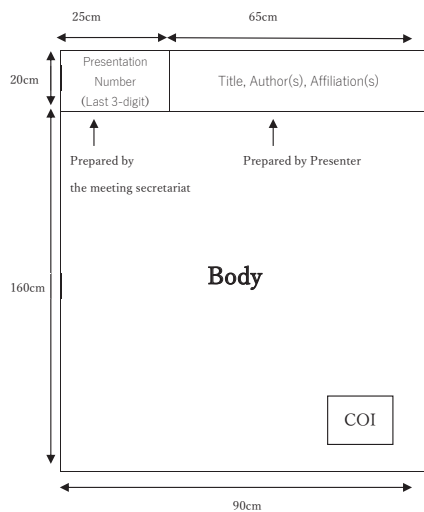 25cm
65cm
20cm
Presentation
Number
(Last 3-digit)
Title, Author(s), Affiliation(s)
Prepared by
the meeting secretariat
Prepared by Presenter
Body
160cm
COI
90cm